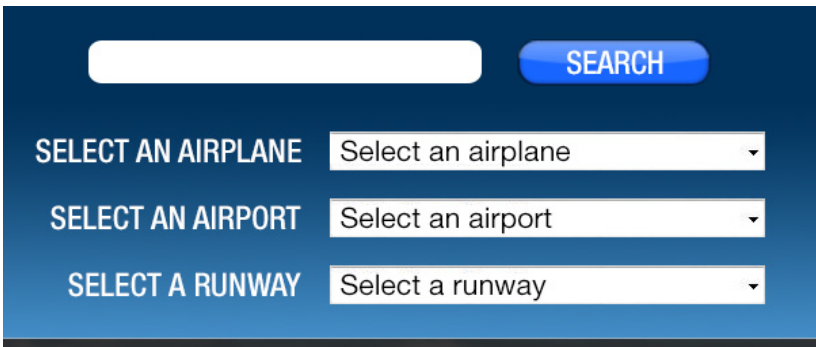 SEARCH
SELECT AN AIRPLANE Select an airplane
SELECT AN AIRPORT Select an airport
SELECT A RUNWAY Select a runway